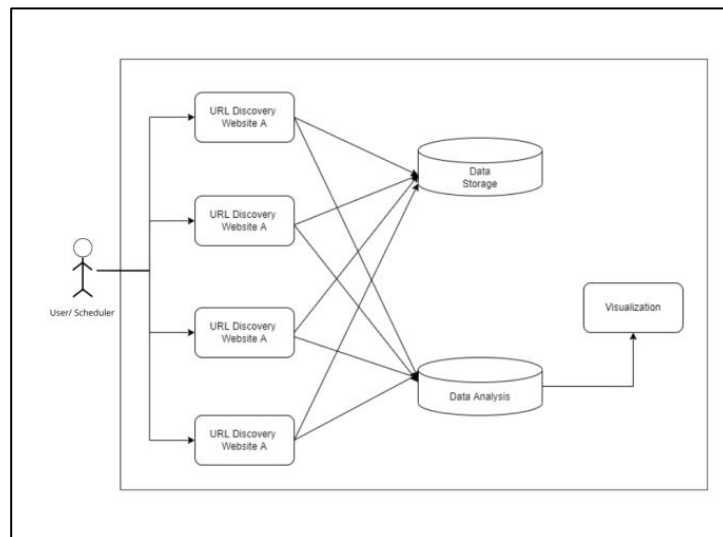 URL Discovery
Website A
Data
Storage
URL Discovery
Website A
User/ Scheduler
Visualization
URL Discovery
Website A
Data Analysis
URL Discovery
Website A